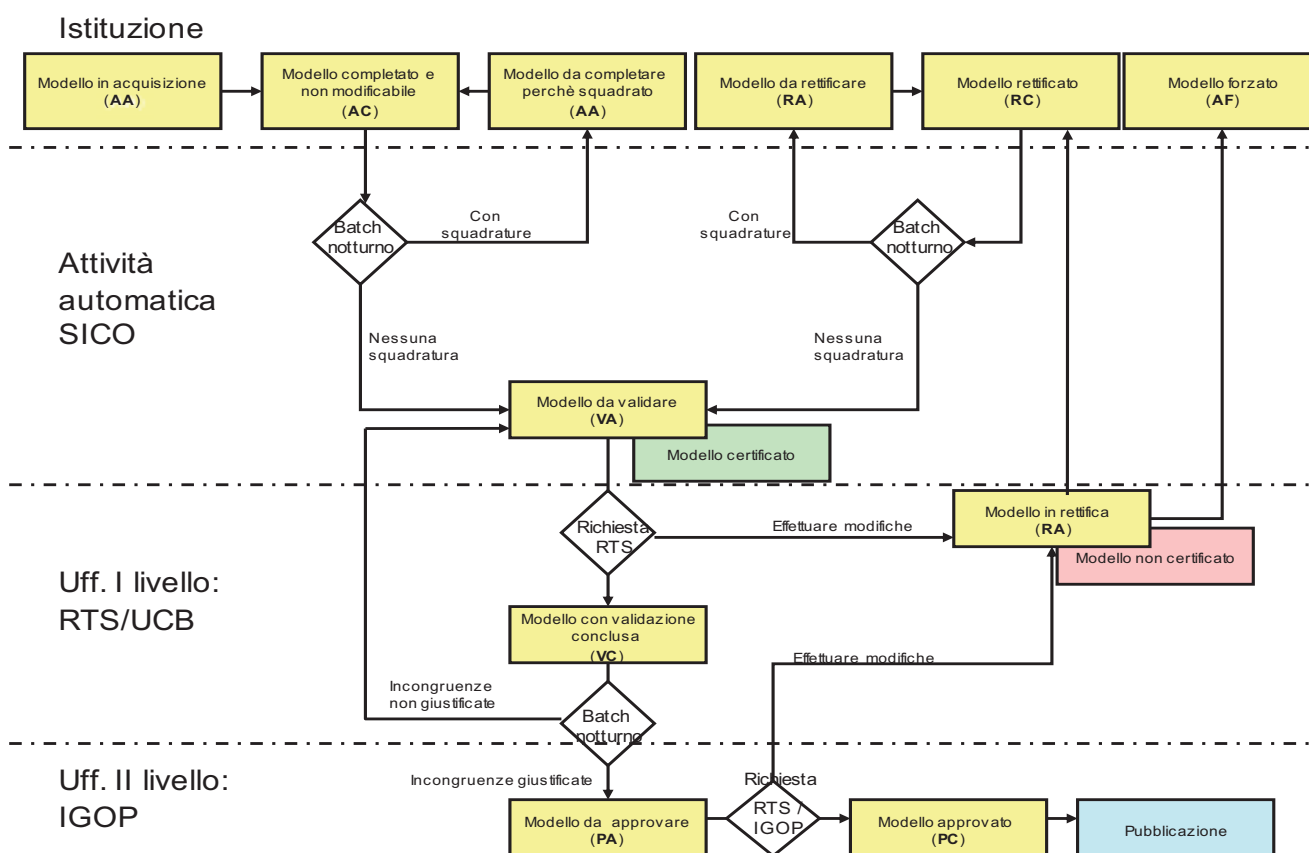 Istituzione
Modello in acquisizione
(AA)
Modello completato e
non modificabile
(AC)
Modello da completare
perchè squadrato
(AA)
Modello da rettificare
(RA)
Modello rettificato
(RC)
Modello forzato
(AF)
Attività
automatica
SICO
Batch
notturno
Con
squadrature
Con
squadrature
Batch
notturno
Nessuna
squadratura
Nessuna
squadratura
Modello da validare
(VA)
Modello certificato
Uff. I livello:
RTS/UCB
Richiesta
RTS
Effettuare modifiche
Modello in rettifica
(RA)
Modello non certificato
Modello con validazione
conclusa
(VC)
Effettuare modifiche
Incongruenze
non giustificate
Batch
notturno
Uff. II livello:
IGOP
Incongruenze giustificate
Modello da approvare
(PA)
Richiesta
RTS /
IGOP
Modello approvato
(PC)
Pubblicazione